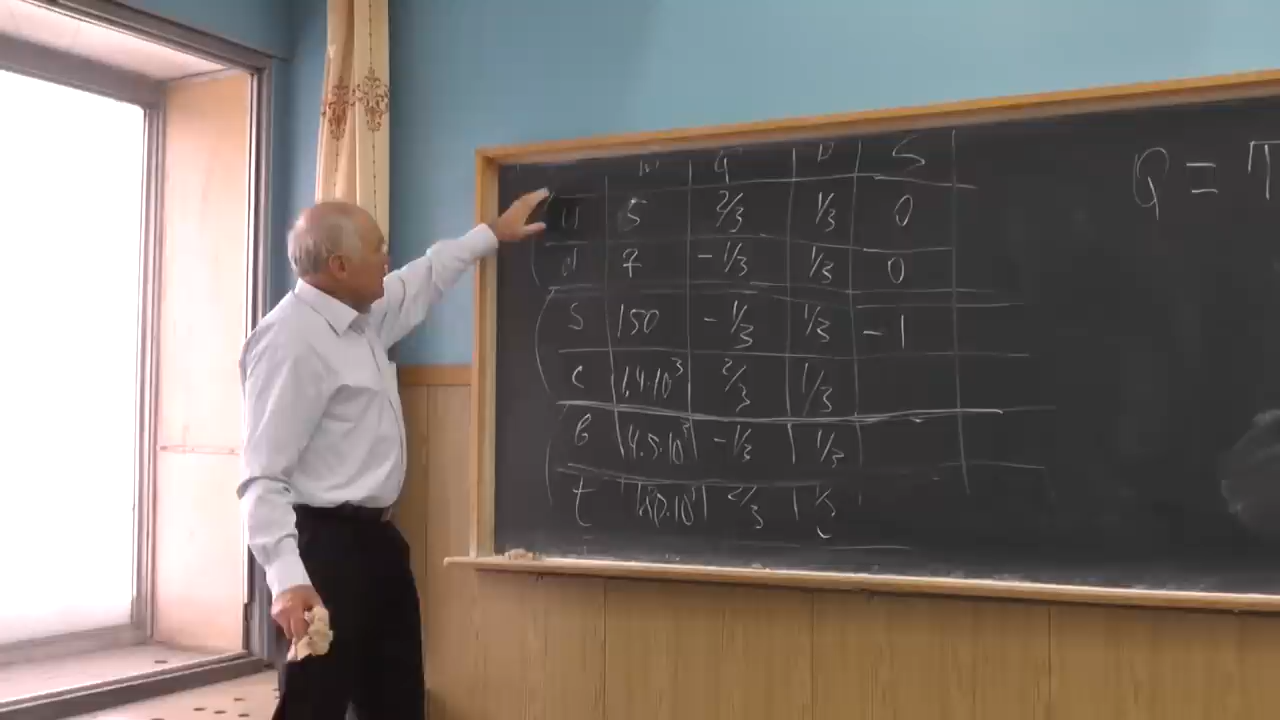 m q B S
u 5 2/3 1/3 0
d 7 -1/3 1/3 0
S 150 -1/3 1/3 -1
c 1,4·10³ 2/3 1/3
b 4.5·10³ -1/3 1/3
t 2/3 1/3
Q = T